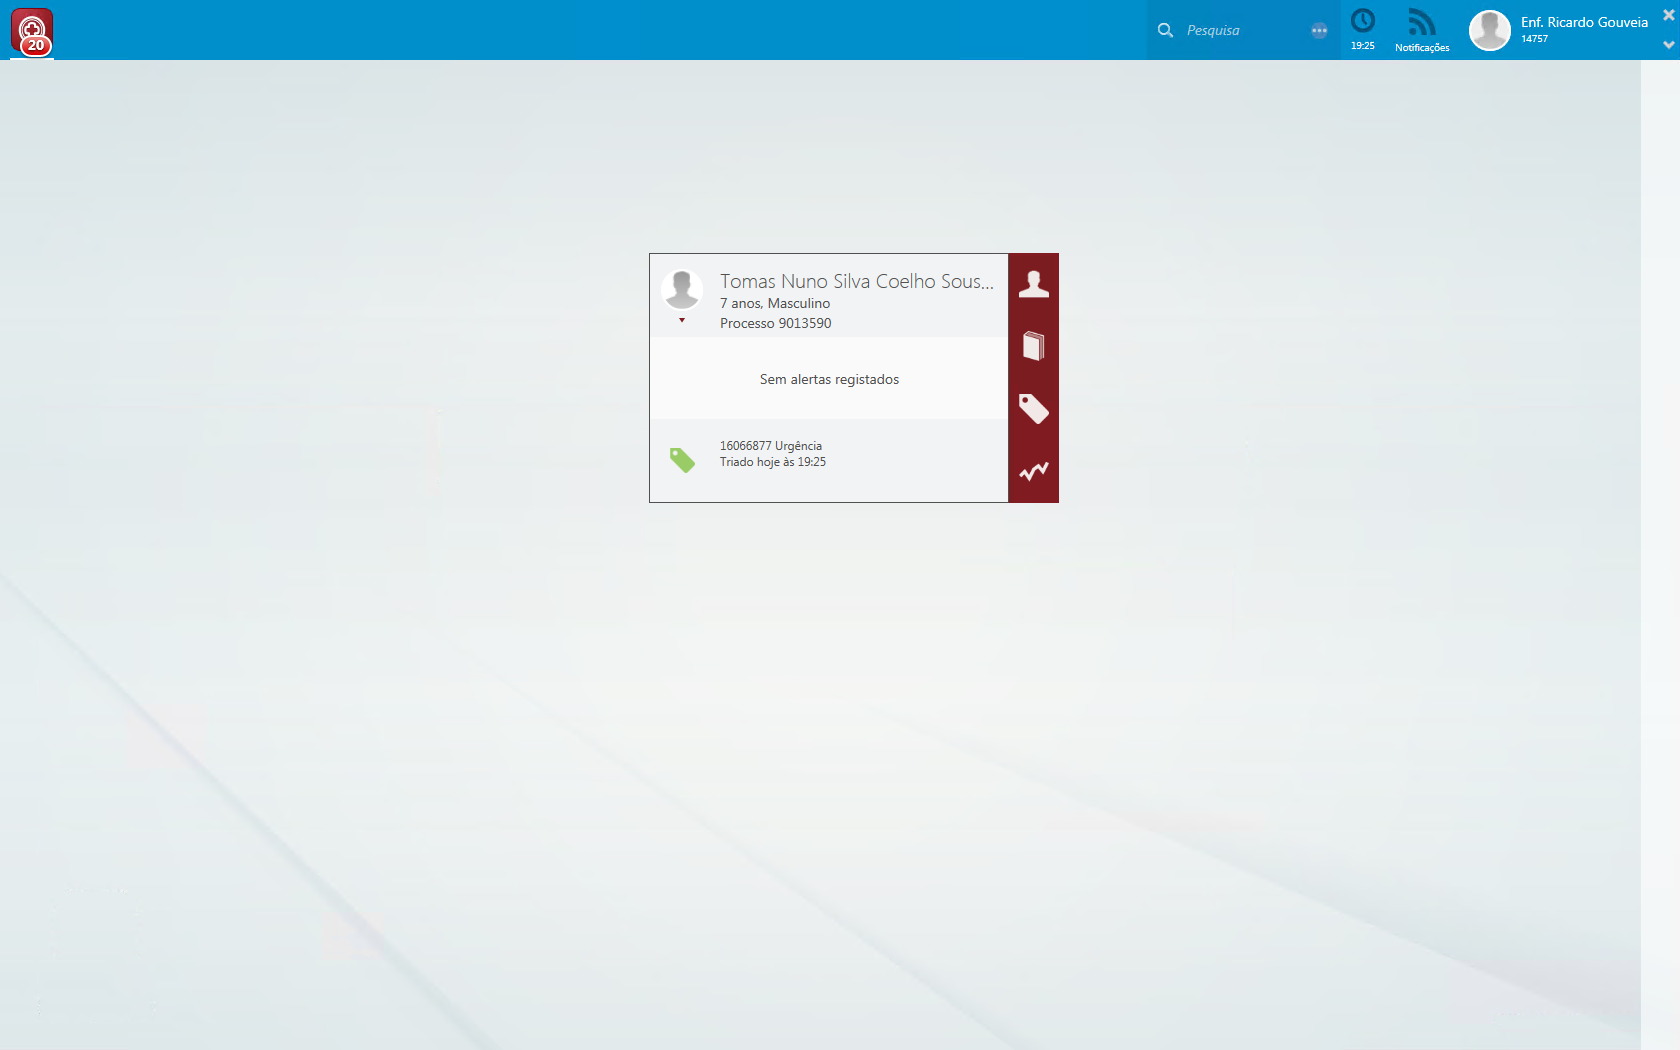 20
Pesquisa
19:25
Notificações
Enf. Ricardo Gouveia
14757
Tomas Nuno Silva Coelho Sous...
7 anos, Masculino
Processo 9013590
Sem alertas registados
16066877 Urgência
Triado hoje às 19:25